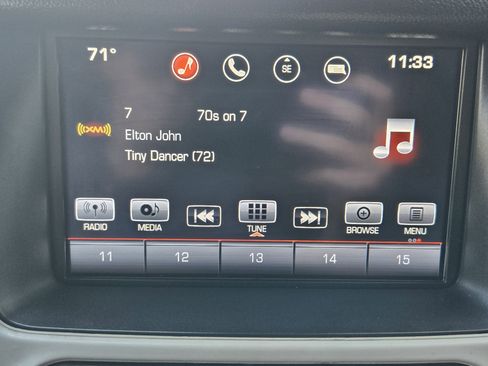 71°
SE
11:33
7 70s on 7
((XM))
Elton John
Tiny Dancer (72)
RADIO MEDIA TUNE BROWSE MENU
11 12 13 14 15